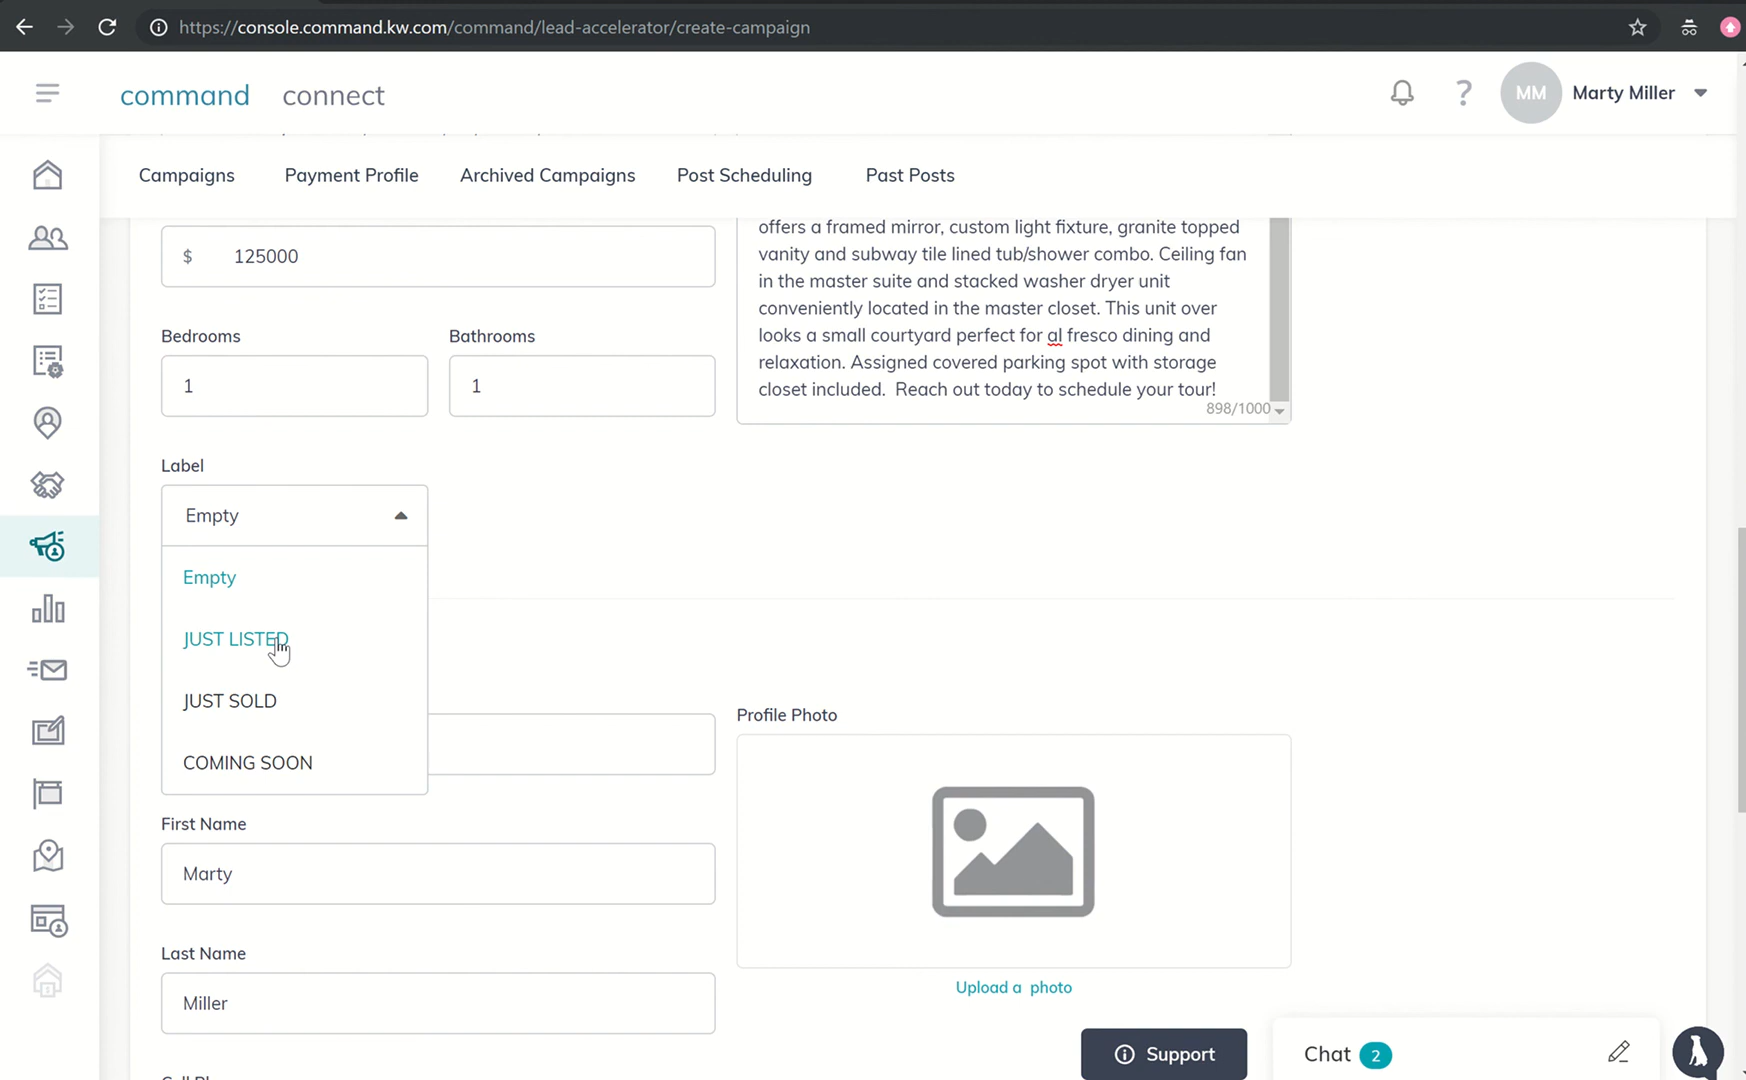 https://console.command.kw.com/command/lead-accelerator/create-campaign
command connect
? MM Marty Miller
Campaigns Payment Profile Archived Campaigns Post Scheduling Past Posts
$ 125000
offers a framed mirror, custom light fixture, granite topped
vanity and subway tile lined tub/shower combo. Ceiling fan
in the master suite and stacked washer dryer unit
conveniently located in the master closet. This unit over
looks a small courtyard perfect for al fresco dining and
relaxation. Assigned covered parking spot with storage
closet included.  Reach out today to schedule your tour!
898/1000
Bedrooms
1
Bathrooms
1
Label
Empty
Empty
JUST LISTED
JUST SOLD
COMING SOON
First Name
Marty
Last Name
Miller
Profile Photo
Upload a photo
Support
Chat 2